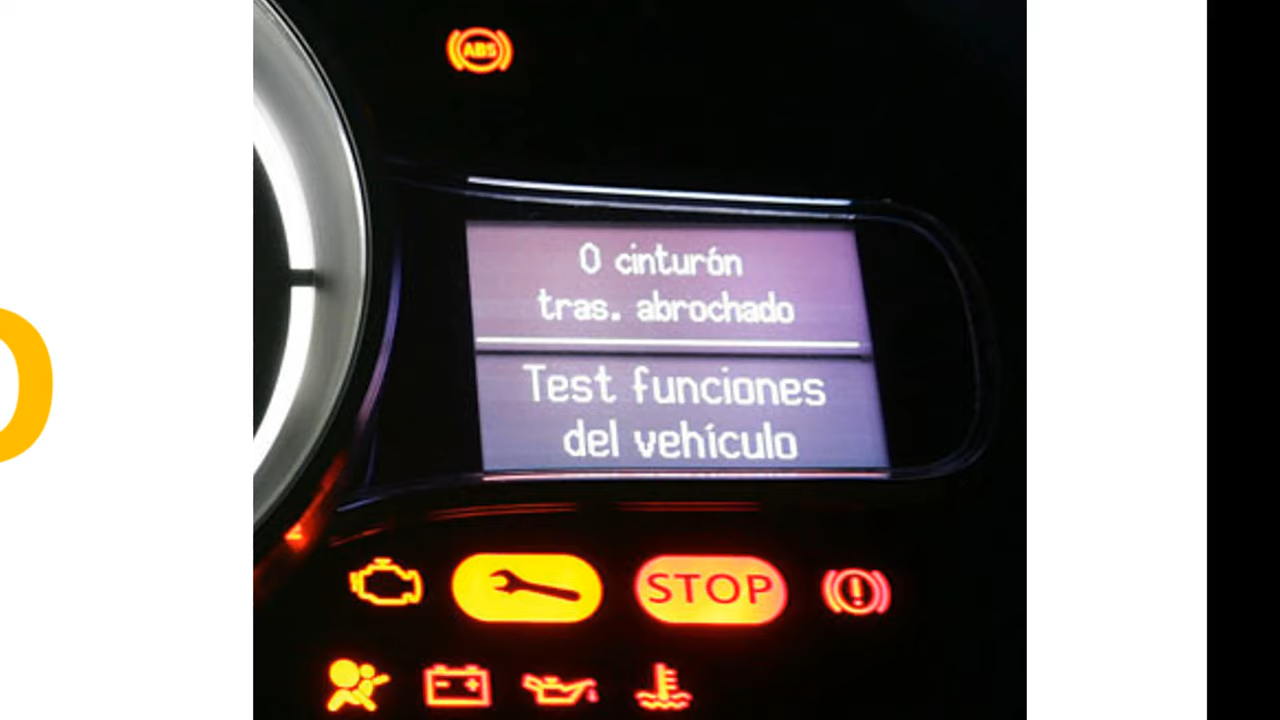 ABS
0 cinturón
tras. abrochado
Test funciones
del vehículo
STOP